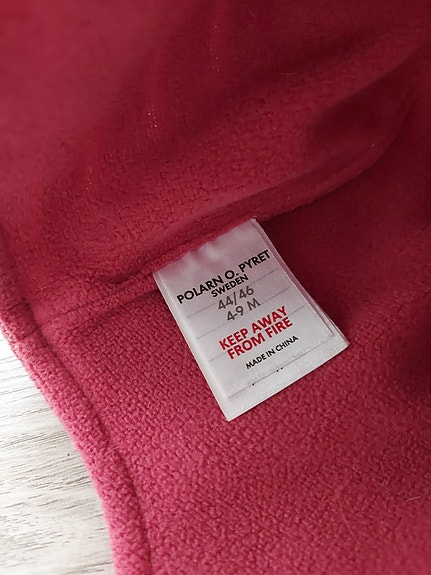 POLARN O. PYRET
SWEDEN
44/46
4-9 M
KEEP AWAY
FROM FIRE
MADE IN CHINA